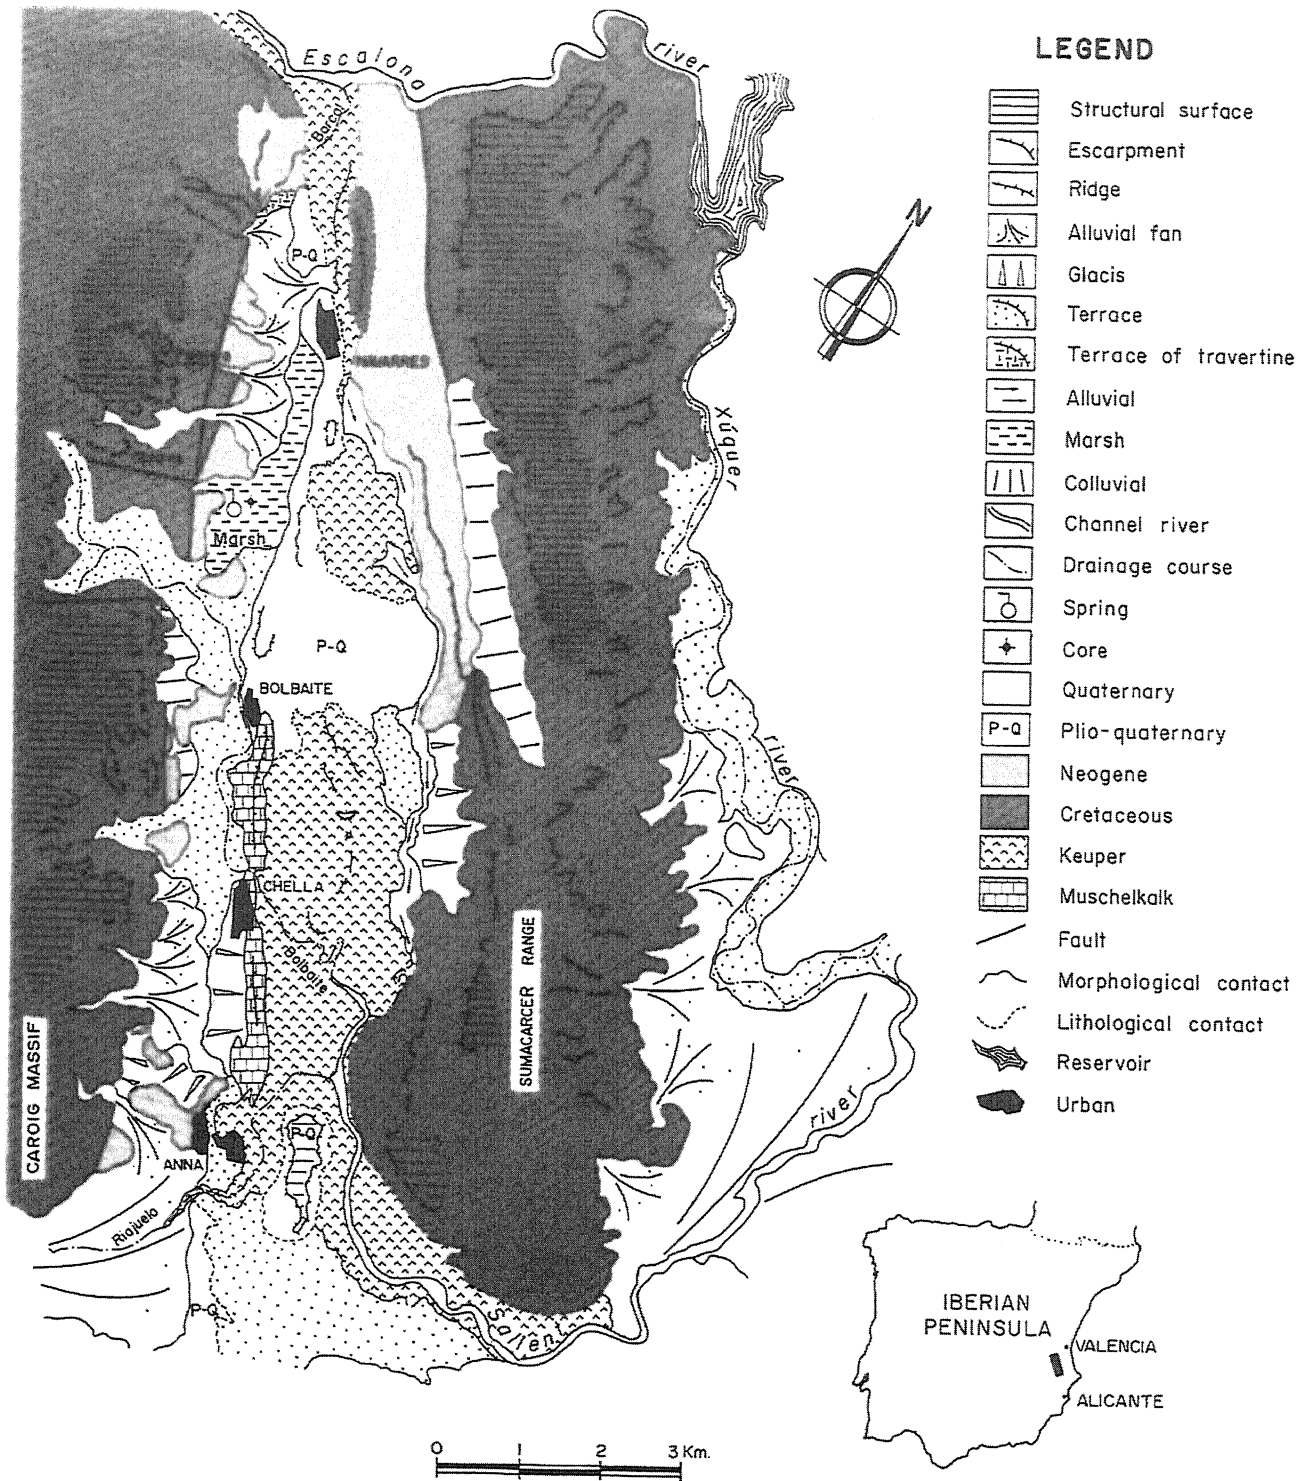 Escalona river
LEGEND
Structural surface
Escarpment
Ridge
Alluvial fan
Glacis
Terrace
Terrace of travertine
Alluvial
Marsh
Colluvial
Channel river
Drainage course
Spring
Core
Quaternary
P-Q Plio-quaternary
Neogene
Cretaceous
Keuper
Muschelkalk
Fault
Morphological contact
Lithological contact
Reservoir
Urban
N
Barcal
P-Q
NAVARRES
Xúquer
river
Marsh
P-Q
BOLBAITE
CHELLA
Bolbaite
SUMACARCER RANGE
CAROIG MASSIF
P-Q
ANNA
Riajuelo
P-Q
Sallent
river
IBERIAN
PENINSULA
VALENCIA
ALICANTE
0 1 2 3 Km.